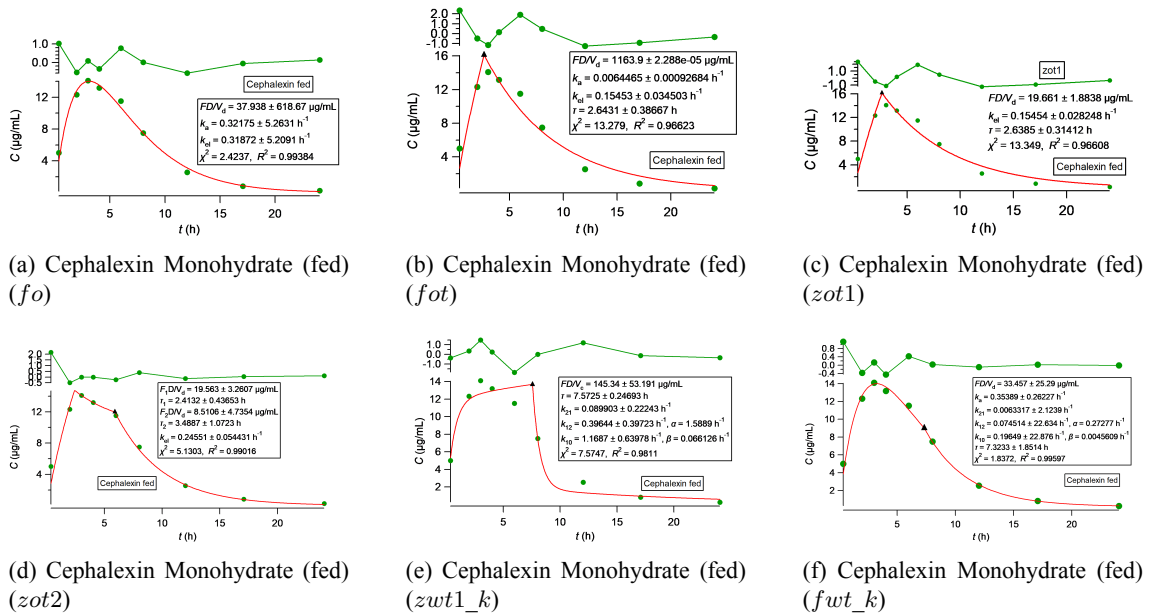 1.0
0.0
Cephalexin fed
12
8
4
C (μg/mL)
FD/Vd = 37.938 ± 618.67 μg/mL
ka = 0.32175 ± 5.2631 h-1
kel = 0.31872 ± 5.2091 h-1
χ2 = 2.4237, R2 = 0.99384
5 10 15 20
t (h)
(a) Cephalexin Monohydrate (fed)
(fo)
2.0
1.0
0.0
-1.0
16
12
8
4
C (μg/mL)
FD/Vd = 1163.9 ± 2.288e-05 μg/mL
ka = 0.0064465 ± 0.00092684 h-1
kel = 0.15453 ± 0.034503 h-1
τ = 2.6431 ± 0.38667 h
χ2 = 13.279, R2 = 0.96623
Cephalexin fed
5 10 15 20
t (h)
(b) Cephalexin Monohydrate (fed)
(fot)
zot1
2.0
1.0
0.0
-1.0
16
12
8
4
C (μg/mL)
FD/Vd = 19.661 ± 1.8838 μg/mL
kel = 0.15454 ± 0.028248 h-1
τ = 2.6385 ± 0.31412 h
χ2 = 13.349, R2 = 0.96608
Cephalexin fed
5 10 15 20
t (h)
(c) Cephalexin Monohydrate (fed)
(zot1)
2.0
1.5
1.0
0.5
0.0
-0.5
16
12
8
4
C (μg/mL)
F1D/Vd = 19.563 ± 3.2607 μg/mL
τ1 = 2.4132 ± 0.43653 h
F2D/Vd = 8.5106 ± 4.7354 μg/mL
τ2 = 3.4887 ± 1.0723 h
kel = 0.24551 ± 0.054431 h-1
χ2 = 5.1303, R2 = 0.99016
Cephalexin fed
5 10 15 20
t (h)
(d) Cephalexin Monohydrate (fed)
(zot2)
1.0
0.0
-1.0
14
12
10
8
6
4
2
C (μg/mL)
FD/Vc = 145.34 ± 53.191 μg/mL
τ = 7.5725 ± 0.24693 h
k21 = 0.089903 ± 0.22243 h-1
k12 = 0.39644 ± 0.39723 h-1, α = 1.5889 h-1
k10 = 1.1687 ± 0.63978 h-1, β = 0.066126 h-1
χ2 = 7.5747, R2 = 0.9811
Cephalexin fed
5 10 15 20
t (h)
(e) Cephalexin Monohydrate (fed)
(zwt1_k)
0.8
0.4
0.0
-0.4
14
12
10
8
6
4
2
C (μg/mL)
FD/Vd = 33.457 ± 25.29 μg/mL
ka = 0.35389 ± 0.26227 h-1
k21 = 0.0063317 ± 2.1239 h-1
k12 = 0.074514 ± 22.634 h-1, α = 0.27277 h-1
k10 = 0.19649 ± 22.876 h-1, β = 0.0045609 h-1
τ = 7.3233 ± 1.8514 h
χ2 = 1.8372, R2 = 0.99597
Cephalexin fed
5 10 15 20
t (h)
(f) Cephalexin Monohydrate (fed)
(fwt_k)